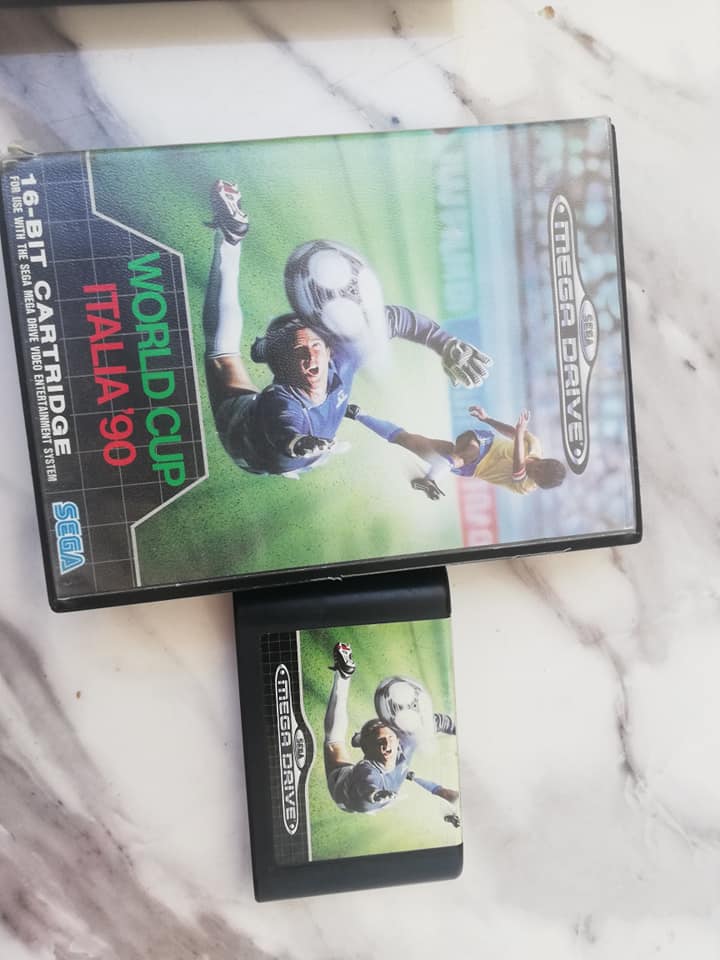 SEGA
MEGA DRIVE
WORLD CUP
ITALIA '90
16-BIT CARTRIDGE
FOR USE WITH THE SEGA MEGA DRIVE VIDEO ENTERTAINMENT SYSTEM
SEGA
SEGA
MEGA DRIVE